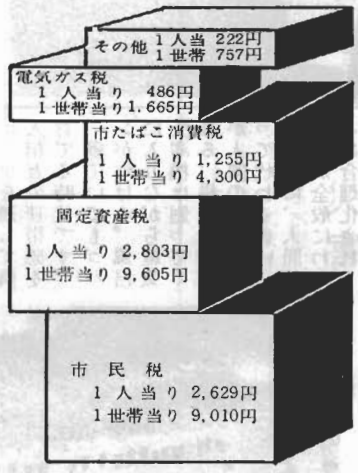 その他 1人当 222円
1世帯 757円
電気ガス税
1人当り 486円
1世帯当り1,665円
市たばこ消費税
1人当り 1,255円
1世帯当り 4,300円
固定資産税
1人当り 2,803円
1世帯当り 9,605円
市民税
1人当り 2,629円
1世帯当り 9,010円